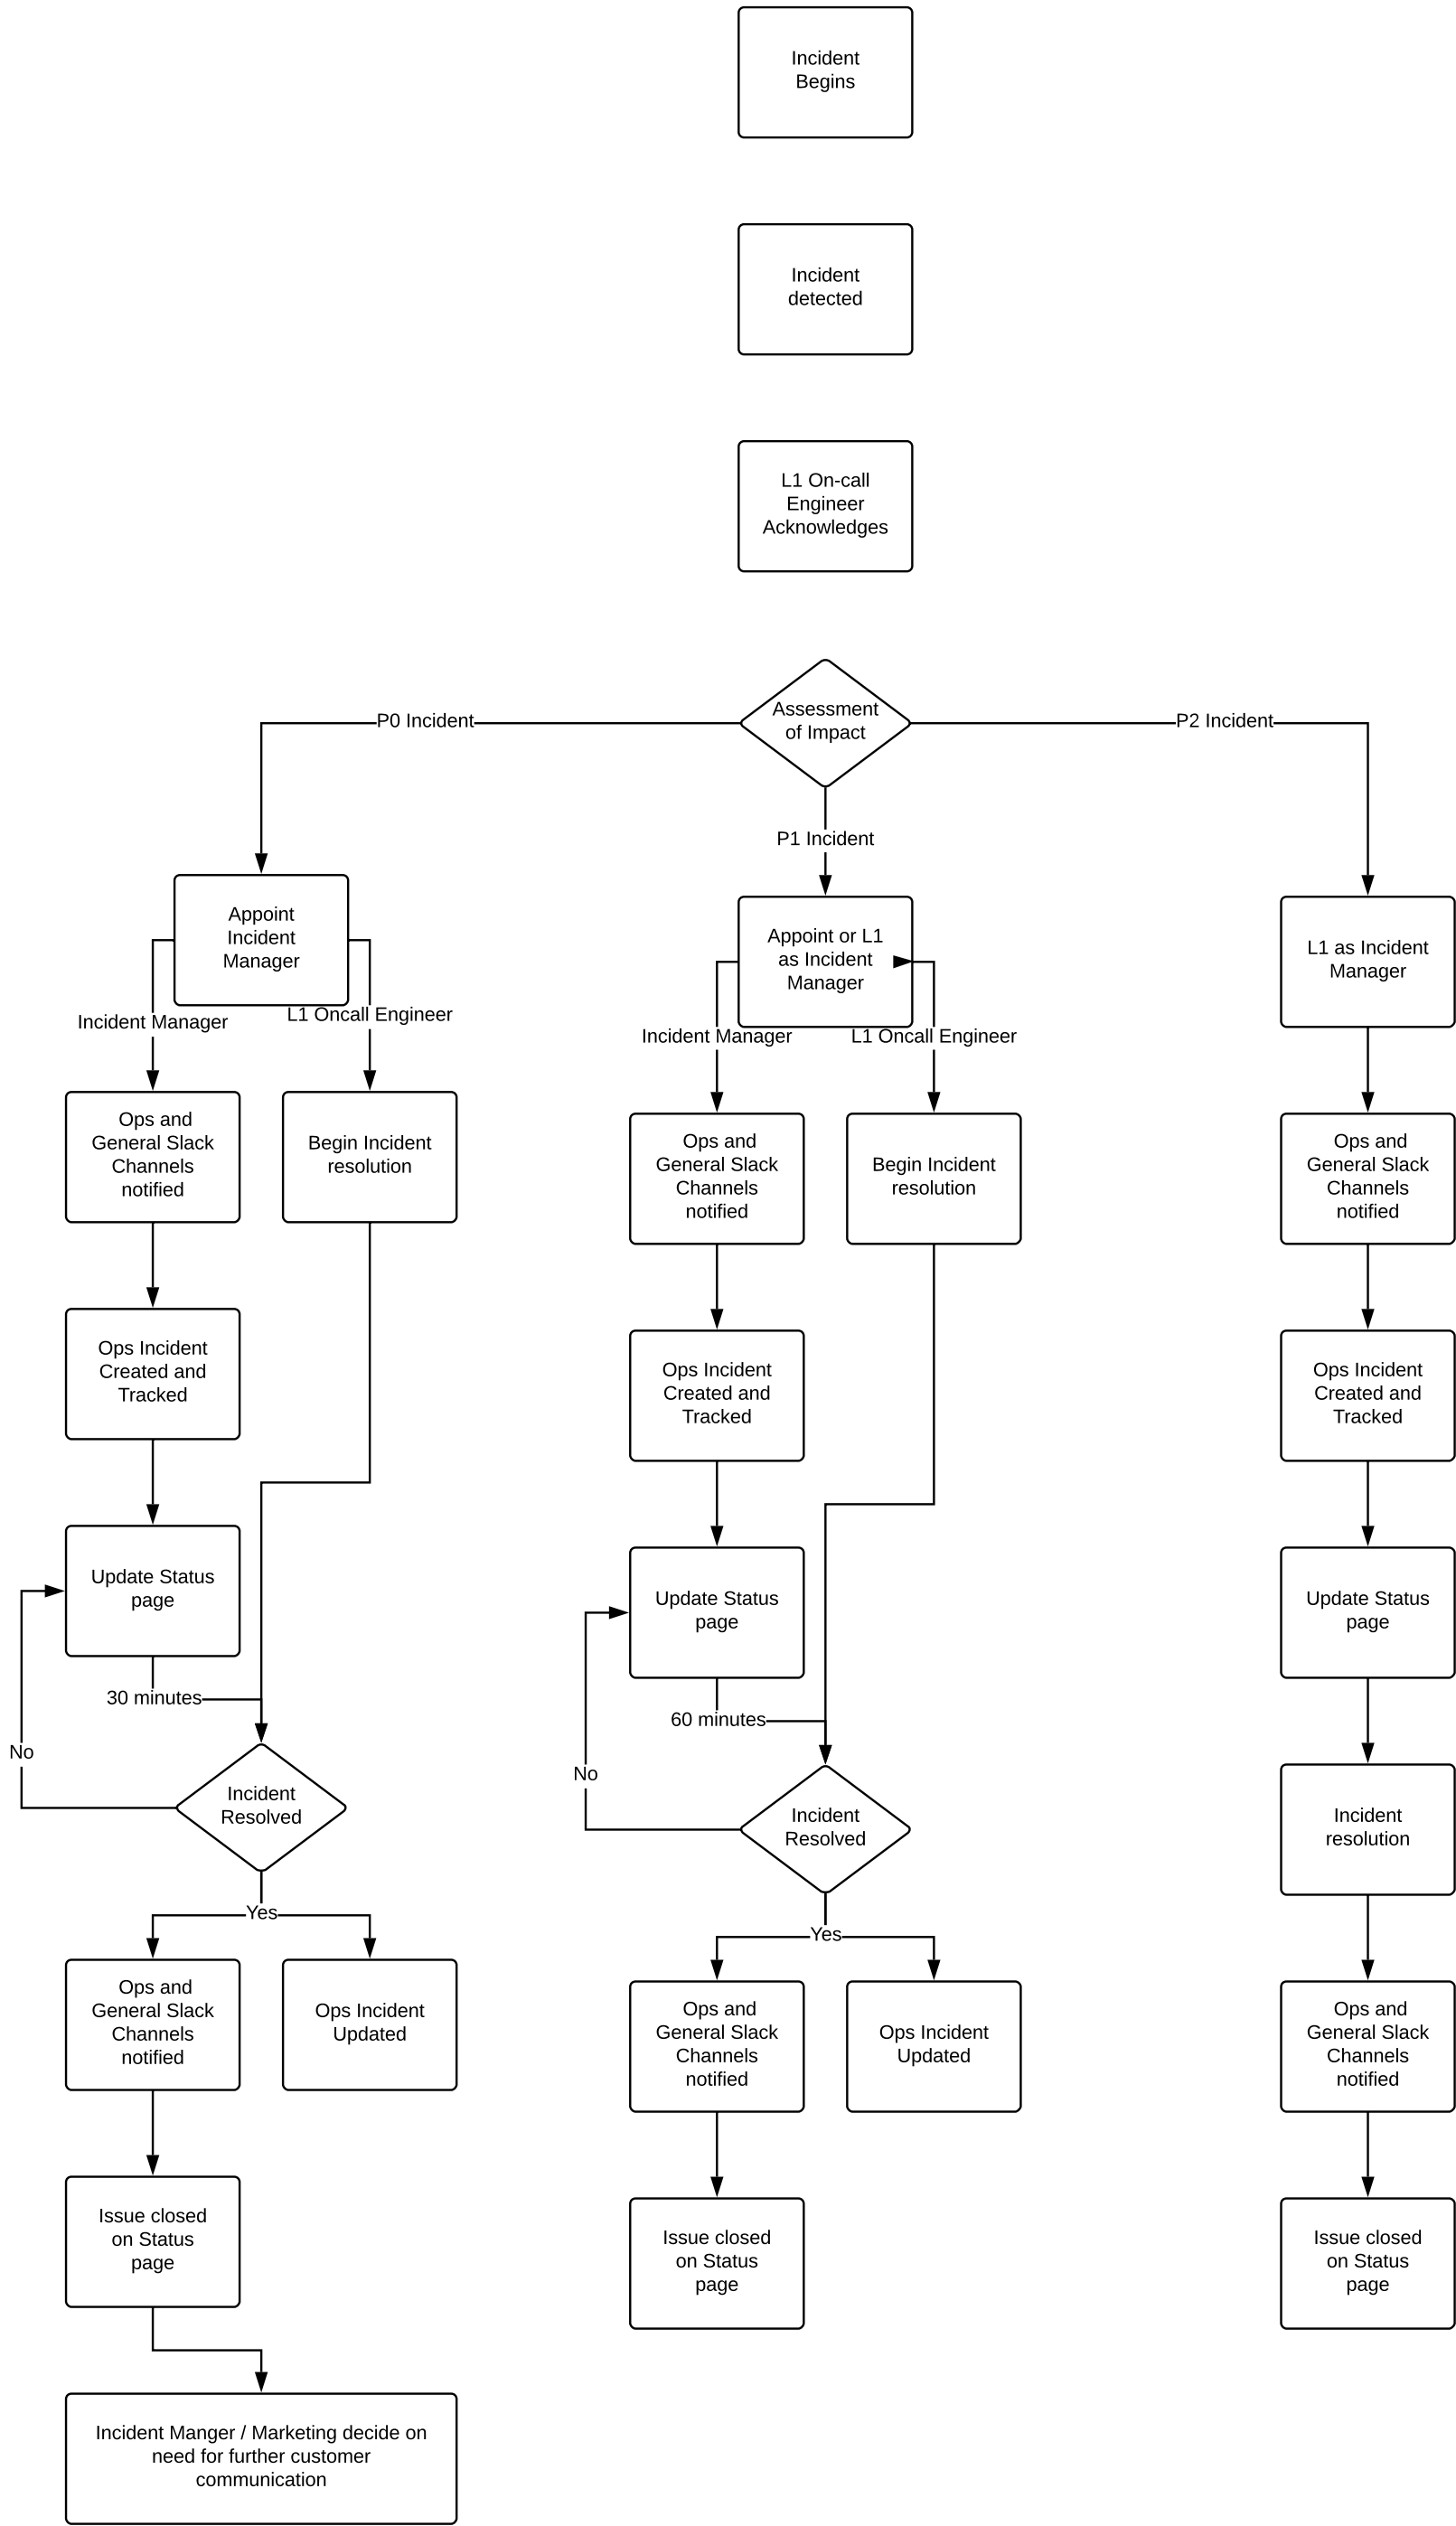 Incident
Begins
Incident
detected
L1 On-call
Engineer
Acknowledges
Assessment
of Impact
P0 Incident
P1 Incident
P2 Incident
Appoint
Incident
Manager
Incident Manager
L1 Oncall Engineer
Ops and
General Slack
Channels
notified
Begin Incident
resolution
Ops Incident
Created and
Tracked
Update Status
page
30 minutes
No
Incident
Resolved
Yes
Ops and
General Slack
Channels
notified
Ops Incident
Updated
Issue closed
on Status
page
Incident Manger / Marketing decide on
need for further customer
communication
Appoint or L1
as Incident
Manager
Incident Manager
L1 Oncall Engineer
Ops and
General Slack
Channels
notified
Begin Incident
resolution
Ops Incident
Created and
Tracked
Update Status
page
60 minutes
No
Incident
Resolved
Yes
Ops and
General Slack
Channels
notified
Ops Incident
Updated
Issue closed
on Status
page
L1 as Incident
Manager
Ops and
General Slack
Channels
notified
Ops Incident
Created and
Tracked
Update Status
page
Incident
resolution
Ops and
General Slack
Channels
notified
Issue closed
on Status
page